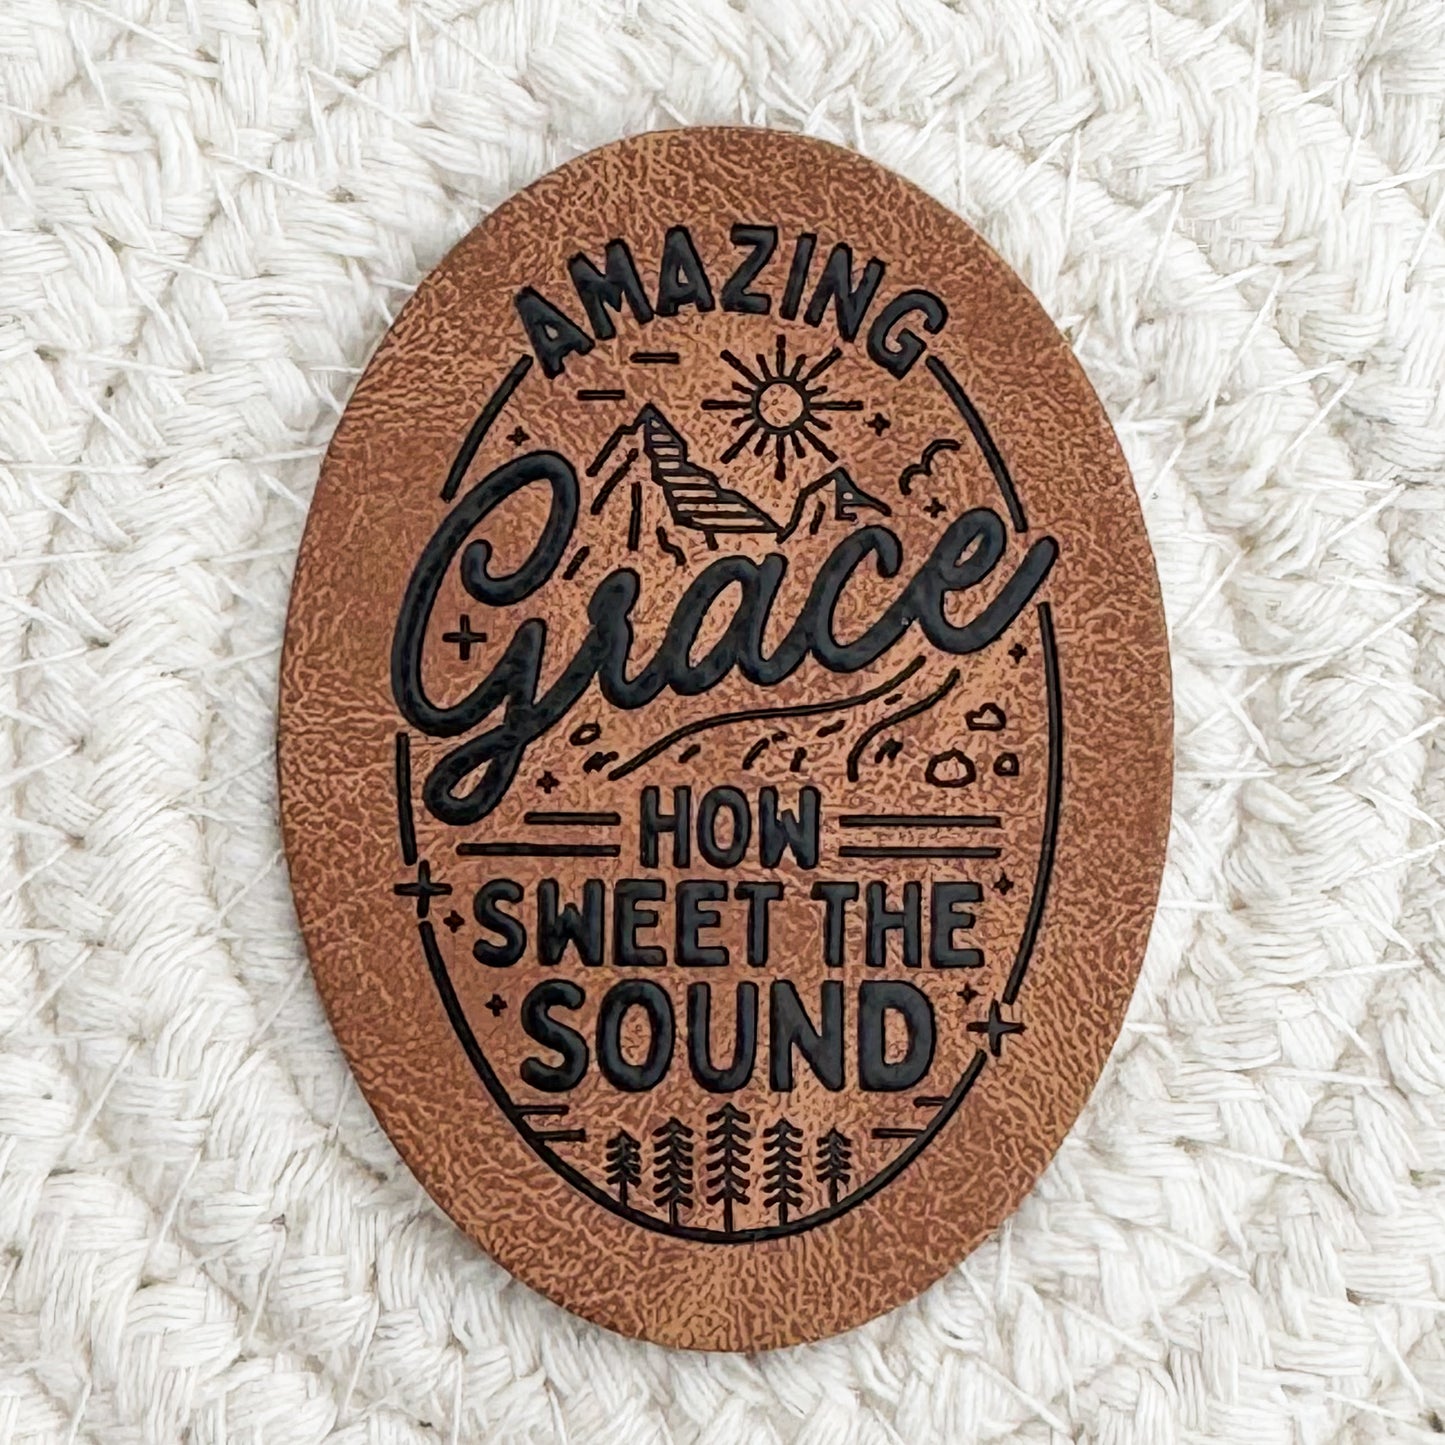 AMAZING
Grace
HOW
SWEET THE
SOUND